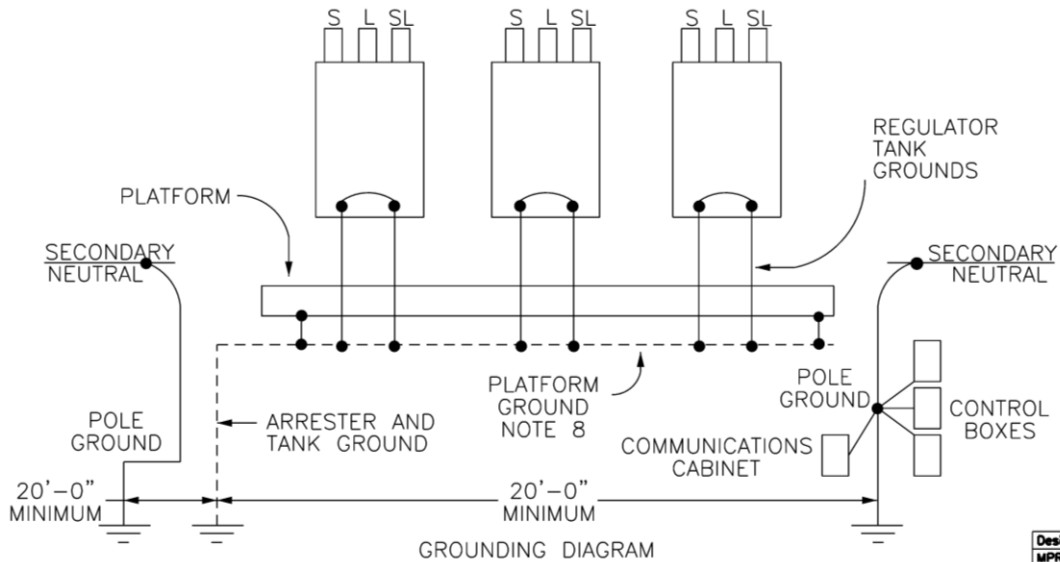 S L SL
S L SL
S L SL
REGULATOR
TANK
GROUNDS
PLATFORM
SECONDARY
NEUTRAL
SECONDARY
NEUTRAL
PLATFORM
GROUND
NOTE 8
POLE
GROUND
ARRESTER AND
TANK GROUND
POLE
GROUND
CONTROL
BOXES
COMMUNICATIONS
CABINET
20'-0"
MINIMUM
20'-0"
MINIMUM
GROUNDING DIAGRAM